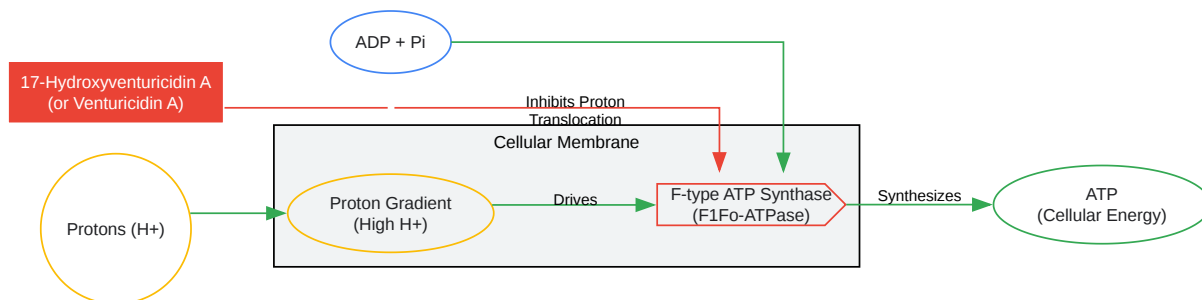 ADP + Pi
17-Hydroxyventuricidin A
(or Venturicidin A)
Inhibits Proton
Translocation
Cellular Membrane
Protons (H+)
Proton Gradient
(High H+)
Drives
F-type ATP Synthase
(F1Fo-ATPase)
Synthesizes
ATP
(Cellular Energy)